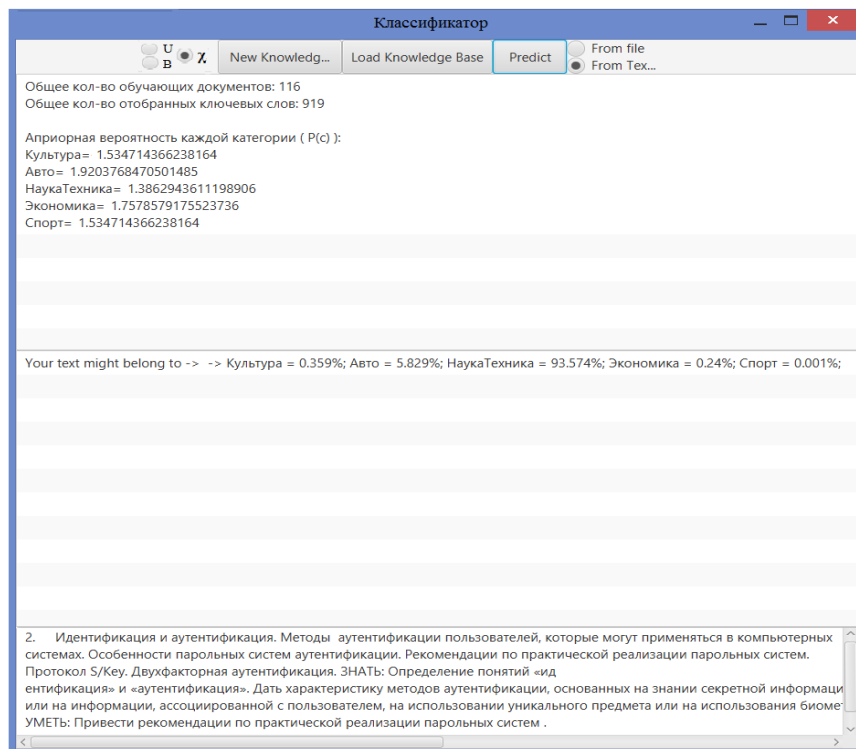 Классификатор
U
B
χ
New Knowledg...
Load Knowledge Base
Predict
From file
From Tex...
Общее кол-во обучающих документов: 116
Общее кол-во отобранных ключевых слов: 919
Априорная вероятность каждой категории ( P(c) ):
Культура= 1.534714366238164
Авто= 1.9203768470501485
НаукаТехника= 1.3862943611198906
Экономика= 1.7578579175523736
Спорт= 1.534714366238164
Your text might belong to -> -> Культура = 0.359%; Авто = 5.829%; НаукаТехника = 93.574%; Экономика = 0.24%; Спорт = 0.001%;
2. Идентификация и аутентификация. Методы аутентификации пользователей, которые могут применяться в компьютерных
системах. Особенности парольных систем аутентификации. Рекомендации по практической реализации парольных систем.
Протокол S/Key. Двухфакторная аутентификация. ЗНАТЬ: Определение понятий «ид
ентификация» и «аутентификация». Дать характеристику методов аутентификации, основанных на знании секретной информаци
или на информации, ассоциированной с пользователем, на использовании уникального предмета или на использования биомет
УМЕТЬ: Привести рекомендации по практической реализации парольных систем .